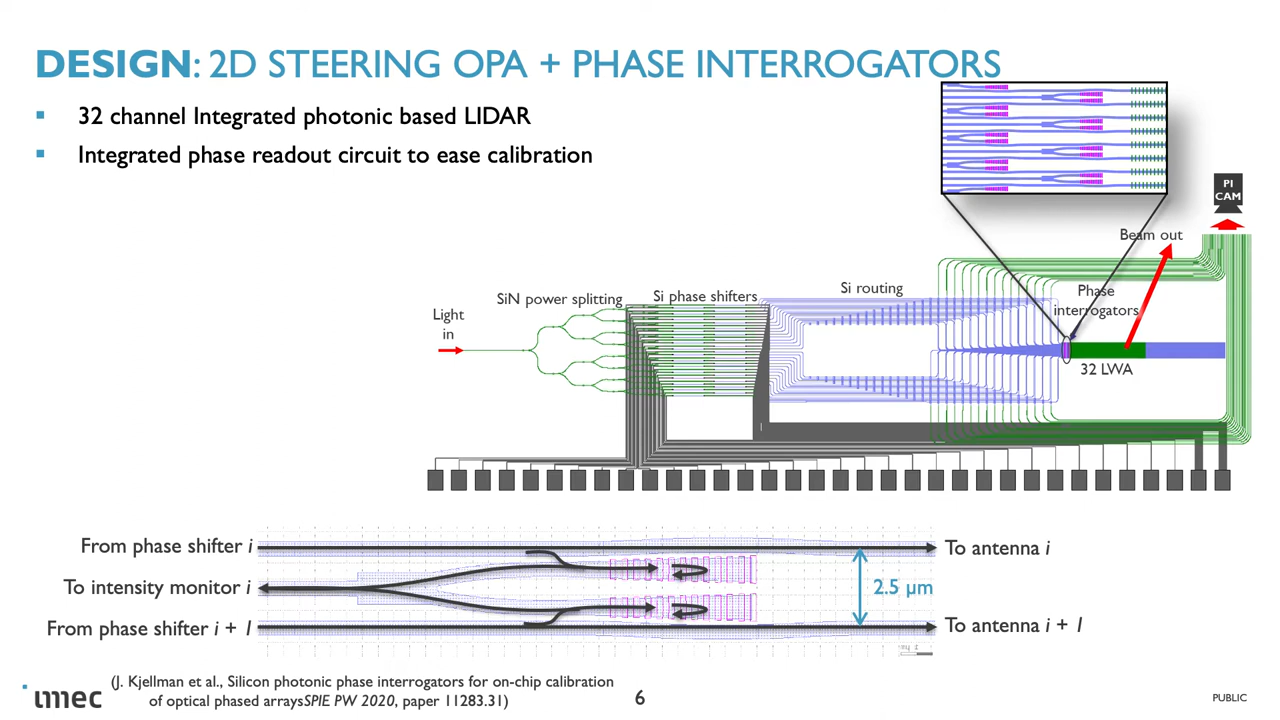 DESIGN: 2D STEERING OPA + PHASE INTERROGATORS
32 channel Integrated photonic based LIDAR
Integrated phase readout circuit to ease calibration
PI
CAM
Beam out
SiN power splitting
Si phase shifters
Si routing
Phase
interrogators
Light
in
32 LWA
From phase shifter i
To antenna i
To intensity monitor i
2.5 µm
From phase shifter i + 1
To antenna i + 1
(J. Kjellman et al., Silicon photonic phase interrogators for on-chip calibration
of optical phased arraysSPIE PW 2020, paper 11283.31)
imec
6
PUBLIC